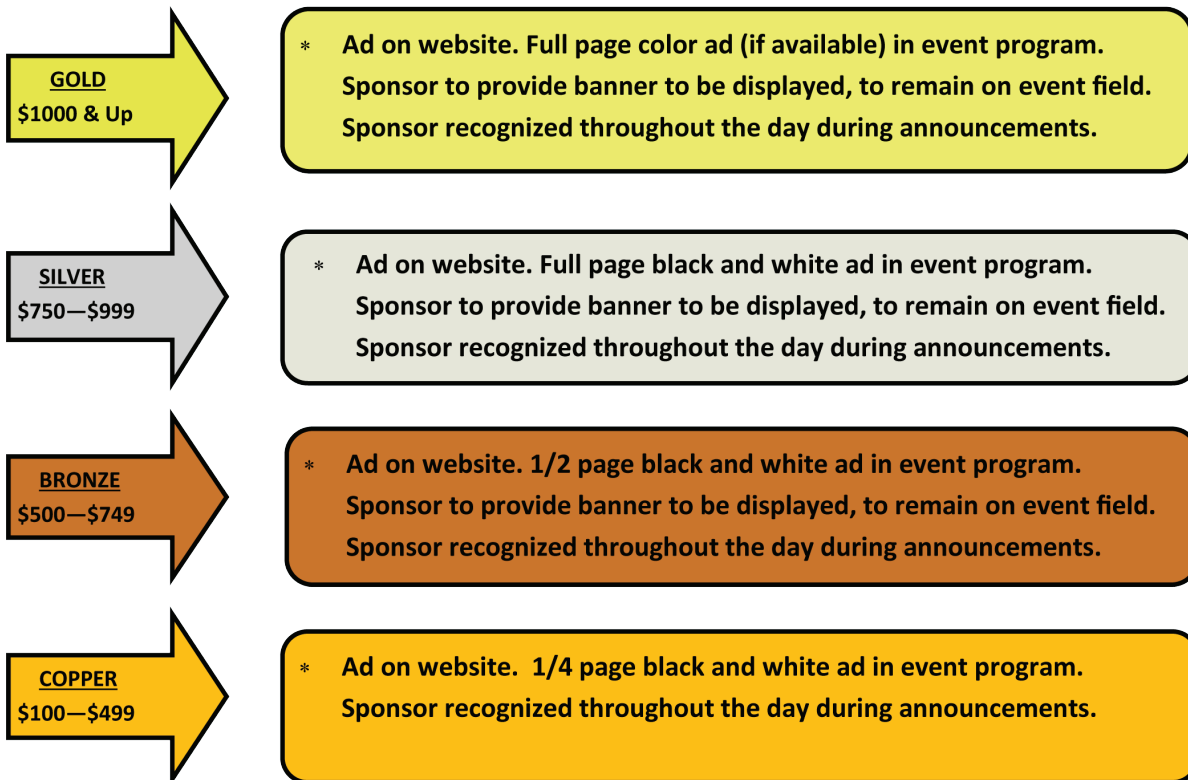 GOLD
$1000 & Up
* Ad on website. Full page color ad (if available) in event program.
Sponsor to provide banner to be displayed, to remain on event field.
Sponsor recognized throughout the day during announcements.
SILVER
$750—$999
* Ad on website. Full page black and white ad in event program.
Sponsor to provide banner to be displayed, to remain on event field.
Sponsor recognized throughout the day during announcements.
BRONZE
$500—$749
* Ad on website. 1/2 page black and white ad in event program.
Sponsor to provide banner to be displayed, to remain on event field.
Sponsor recognized throughout the day during announcements.
COPPER
$100—$499
* Ad on website.  1/4 page black and white ad in event program.
Sponsor recognized throughout the day during announcements.